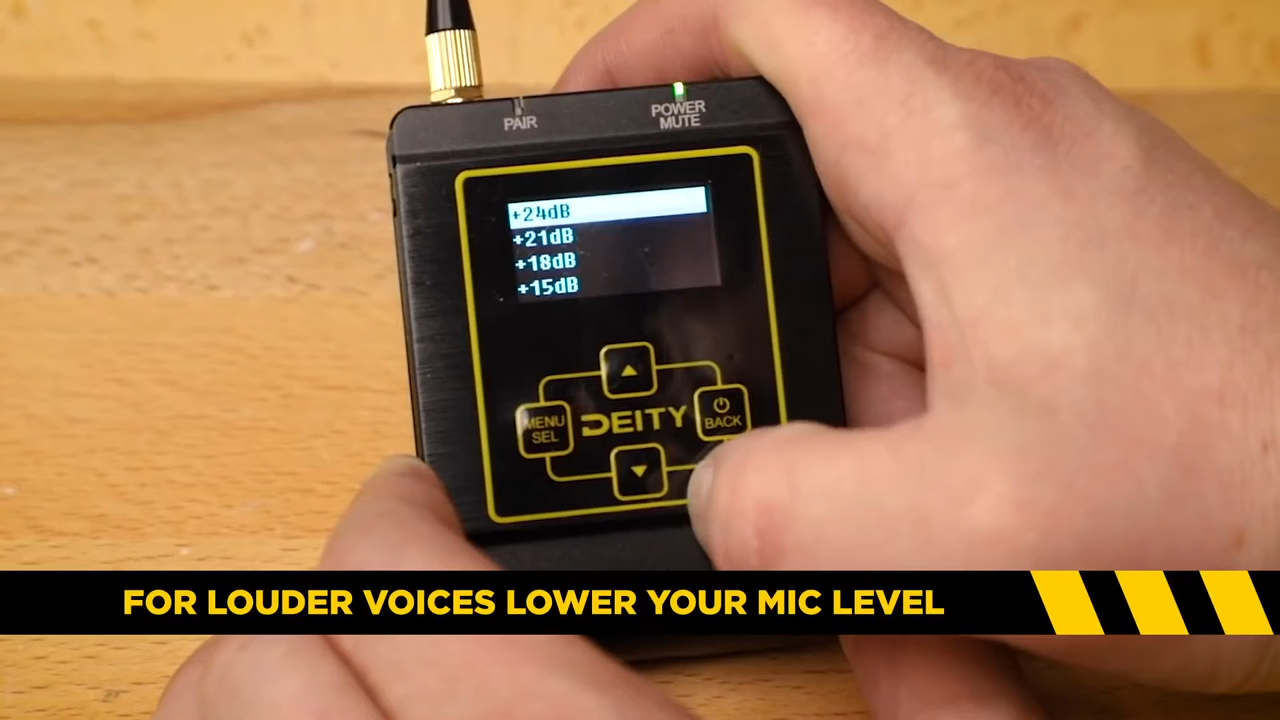 PAIR
POWER
MUTE
+24dB
+21dB
+18dB
+15dB
MENU
SEL
DEITY
BACK
FOR LOUDER VOICES LOWER YOUR MIC LEVEL